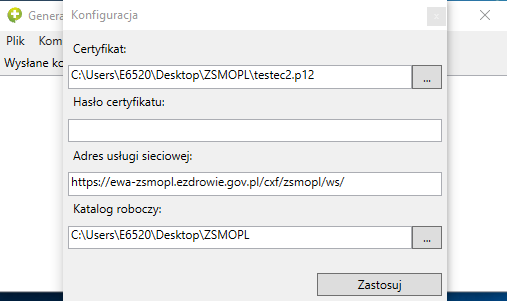 Genera
Konfiguracja
Plik
Kom
Wysłane ko
Certyfikat:
C:\Users\E6520\Desktop\ZSMOPL\testec2.p12
...
Hasło certyfikatu:
Adres usługi sieciowej:
https://ewa-zsmopl.ezdrowie.gov.pl/cxf/zsmopl/ws/
Katalog roboczy:
C:\Users\E6520\Desktop\ZSMOPL
...
Zastosuj